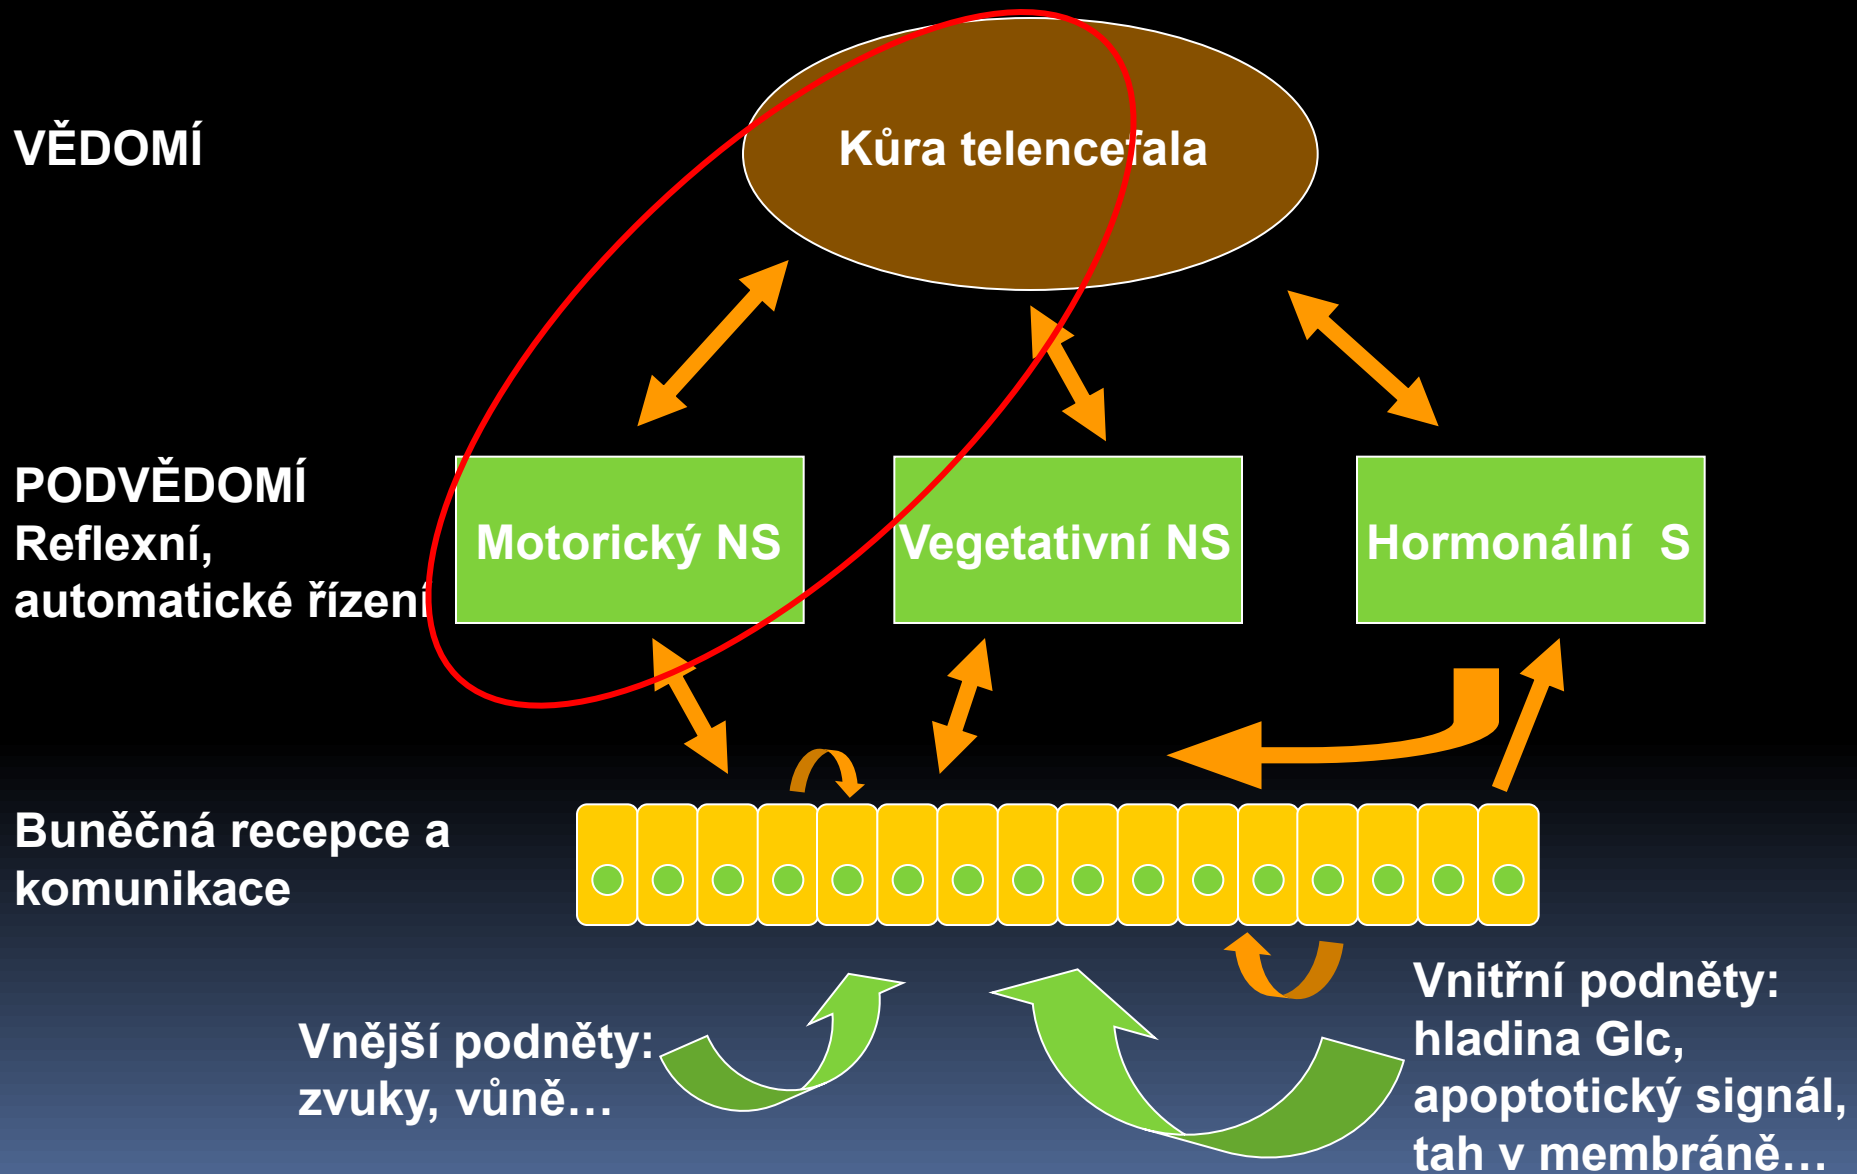 VĚDOMÍ
Kůra telencefala
PODVĚDOMÍ
Reflexní,
automatické řízení
Motorický NS
Vegetativní NS
Hormonální  S
Buněčná recepce a
komunikace
Vnější podněty:
zvuky, vůně…
Vnitřní podněty:
hladina Glc,
apoptotický signál,
tah v membráně…